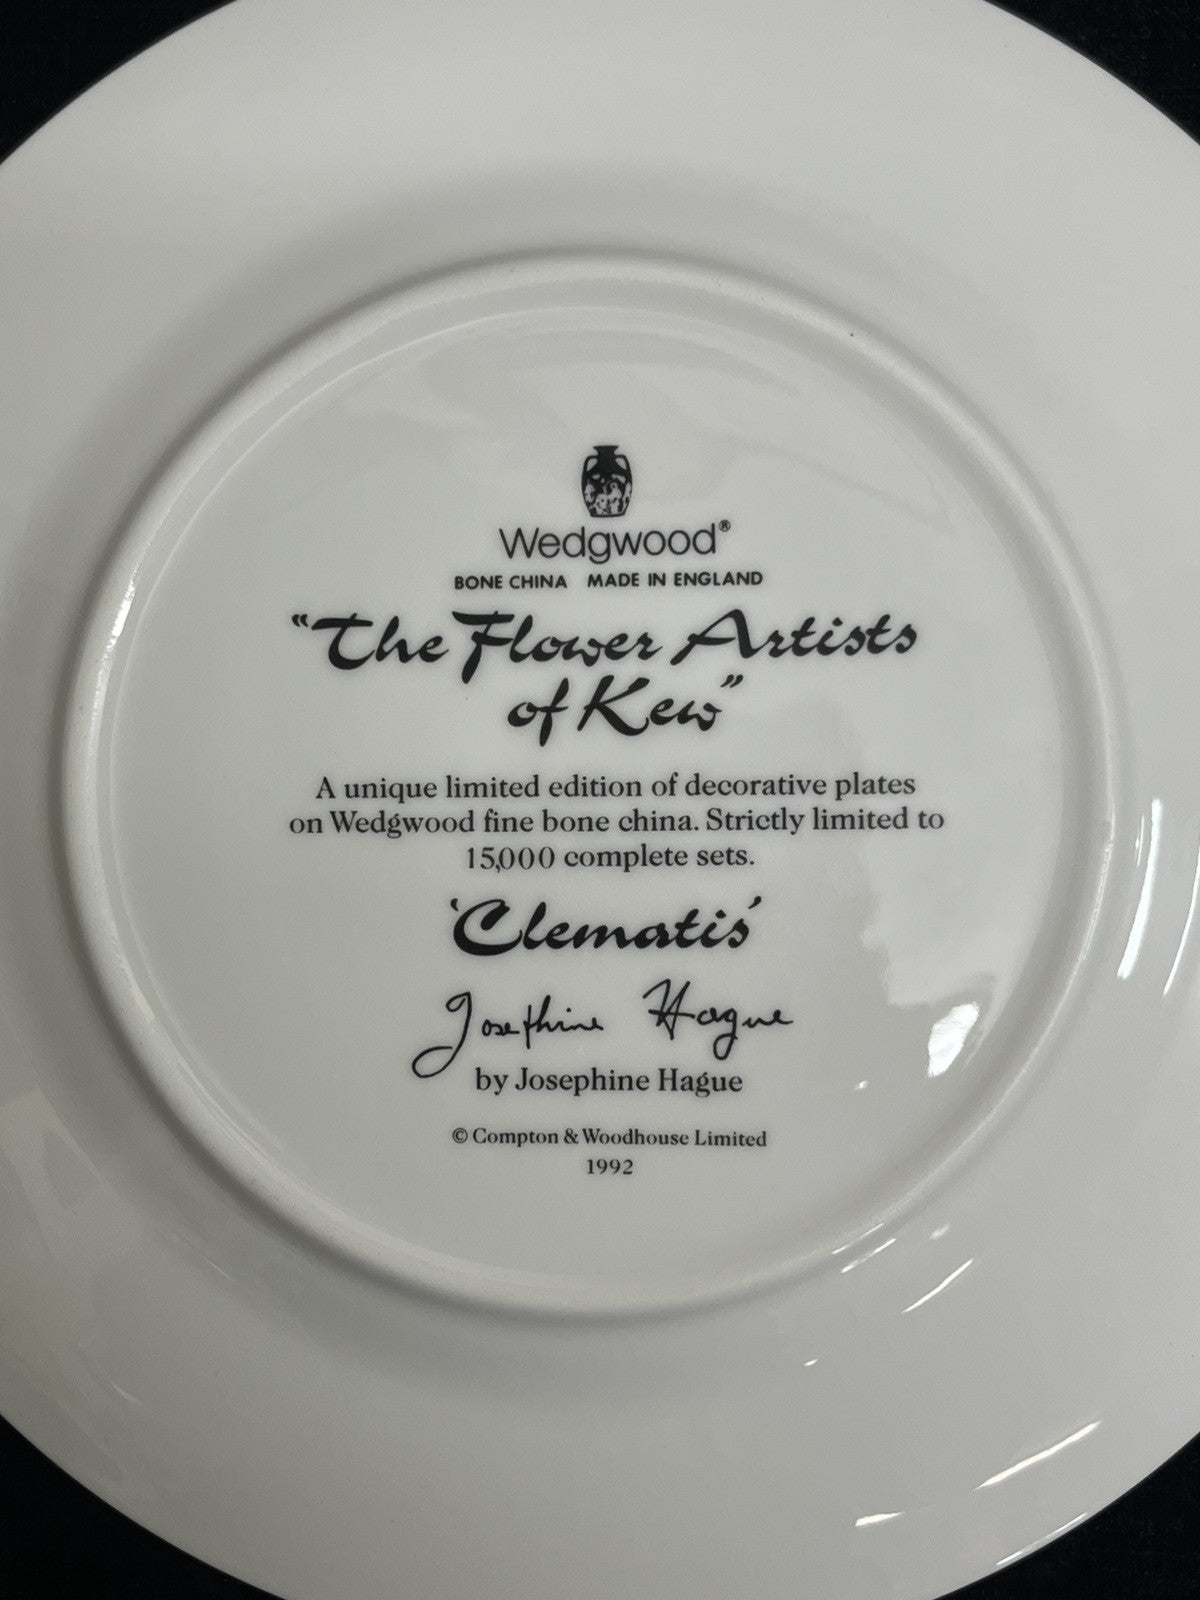 Wedgwood®
BONE CHINA MADE IN ENGLAND
“The Flower Artists
of Kew”
A unique limited edition of decorative plates
on Wedgwood fine bone china. Strictly limited to
15,000 complete sets.
‘Clematis’
Josephine Hague
by Josephine Hague
© Compton & Woodhouse Limited
1992